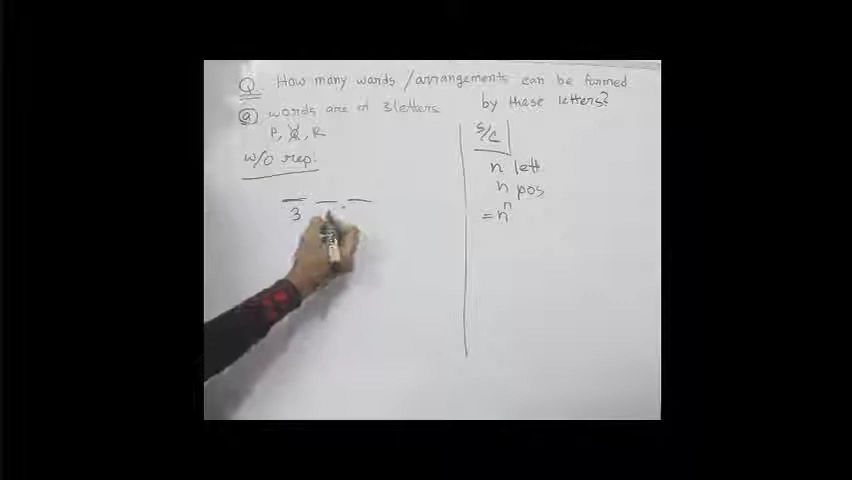 Q. How many words /arrangements can be formed
by these letters?
(a) words are of 3 letters
P, Q, R
w/o rep.
3
S/C
n lett
n pos
= nⁿ